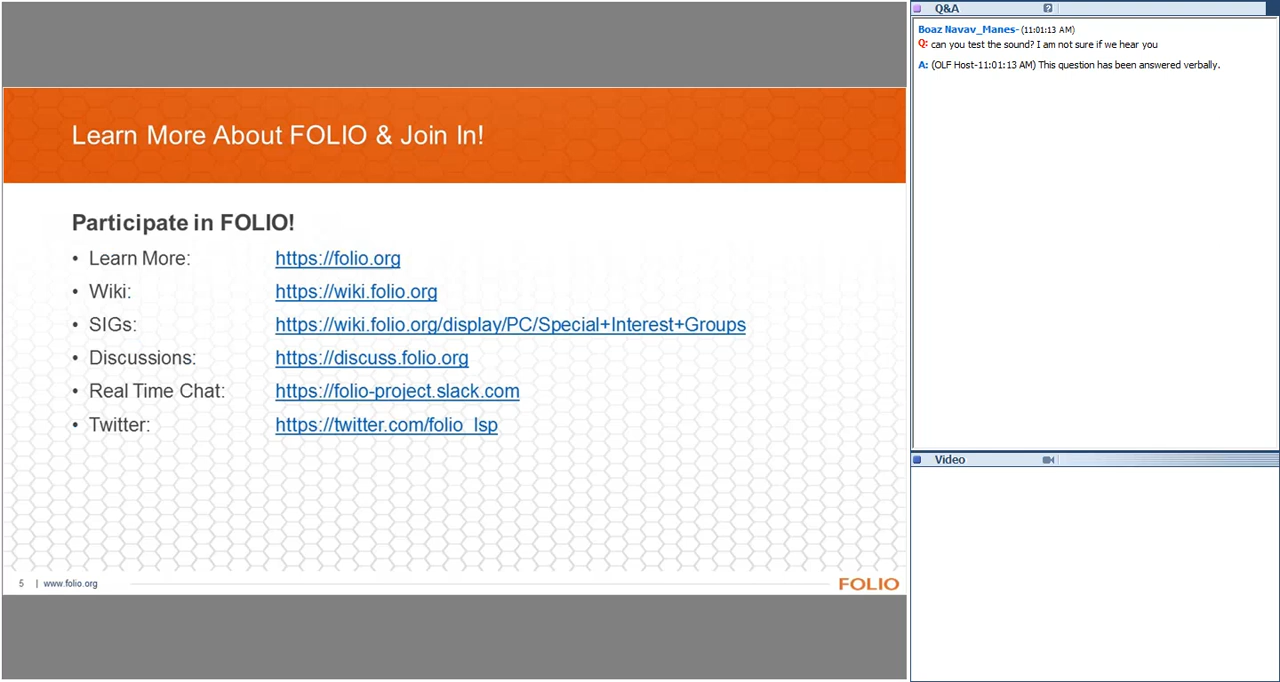 Learn More About FOLIO & Join In!
Participate in FOLIO!
• Learn More: https://folio.org
• Wiki: https://wiki.folio.org
• SIGs: https://wiki.folio.org/display/PC/Special+Interest+Groups
• Discussions: https://discuss.folio.org
• Real Time Chat: https://folio-project.slack.com
• Twitter: https://twitter.com/folio_lsp
5 | www.folio.org
FOLIO
Q&A
?
Boaz Navav_Manes- (11:01:13 AM)
Q: can you test the sound? I am not sure if we hear you
A: (OLF Host-11:01:13 AM) This question has been answered verbally.
Video